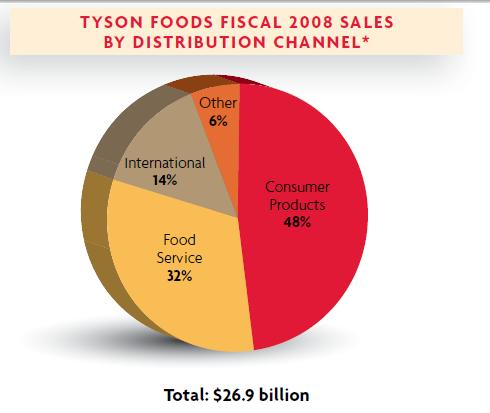 TYSON FOODS FISCAL 2008 SALES
BY DISTRIBUTION CHANNEL*
Other
6%
International
14%
Consumer
Products
48%
Food
Service
32%
Total: $26.9 billion